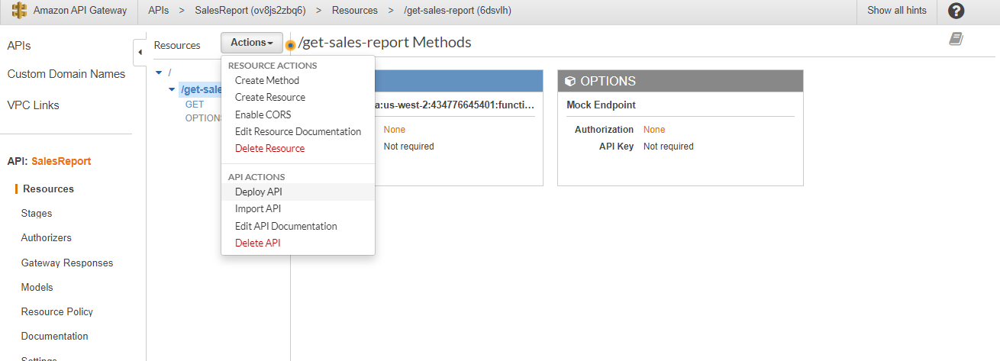 Amazon API Gateway APIs > SalesReport (ov8js2zbq6) > Resources > /get-sales-report (6dsvlh) Show all hints ?
APIs
Custom Domain Names
VPC Links
API: SalesReport
Resources
Stages
Authorizers
Gateway Responses
Models
Resource Policy
Documentation
Settings
Resources Actions
/
/get-sale
GET
OPTIONS
RESOURCE ACTIONS
Create Method
Create Resource
Enable CORS
Edit Resource Documentation
Delete Resource
API ACTIONS
Deploy API
Import API
Edit API Documentation
Delete API
/get-sales-report Methods
a:us-west-2:434776645401:functi...
None
Not required
OPTIONS
Mock Endpoint
Authorization None
API Key Not required